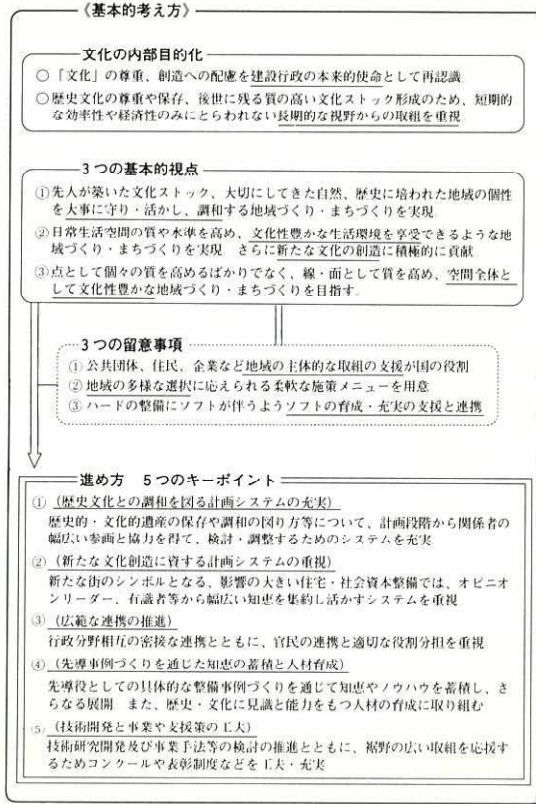 《基本的考え方》
文化の内部目的化
○「文化」の尊重、創造への配慮を建設行政の本来的使命として再認識
○歴史文化の尊重や保存、後世に残る質の高い文化ストック形成のため、短期的
な効率性や経済性のみにとらわれない長期的な視野からの取組を重視
3つの基本的視点
①先人が築いた文化ストック、大切にしてきた自然、歴史に培われた地域の個性
を大事に守り・活かし、調和する地域づくり・まちづくりを実現
②日常生活空間の質や水準を高め、文化性豊かな生活環境を享受できるような地
域づくり・まちづくりを実現 さらに新たな文化の創造に積極的に貢献
③点として個々の質を高めるばかりでなく、線・面として質を高め、空間全体と
して文化性豊かな地域づくり・まちづくりを目指す。
3つの留意事項
① 公共団体、住民、企業など地域の主体的な取組の支援が国の役割
② 地域の多様な選択に応えられる柔軟な施策メニューを用意
③ ハードの整備にソフトが伴うようソフトの育成・充実の支援と連携
進め方 5つのキーポイント
① (歴史文化との調和を図る計画システムの充実)
歴史的・文化的遺産の保存や調和の図り方等について、計画段階から関係者の
幅広い参画と協力を得て、検討・調整するためのシステムを充実
② (新たな文化創造に資する計画システムの重視)
新たな街のシンボルとなる、影響の大きい住宅・社会資本整備では、オピニオ
ンリーダー、有識者等から幅広い知恵を集約し活かすシステムを重視
③ (広範な連携の推進)
行政分野相互の密接な連携とともに、官民の連携と適切な役割分担を重視
④ (先導事例づくりを通じた知恵の蓄積と人材育成)
先導役としての具体的な整備事例づくりを通じて知恵やノウハウを蓄積し、さ
らなる展開 また、歴史・文化に見識と能力をもつ人材の育成に取り組む
⑤ (技術開発と事業や支援策の工夫)
技術研究開発及び事業手法等の検討の推進とともに、裾野の広い取組を応援す
るためコンクールや表彰制度などを工夫・充実